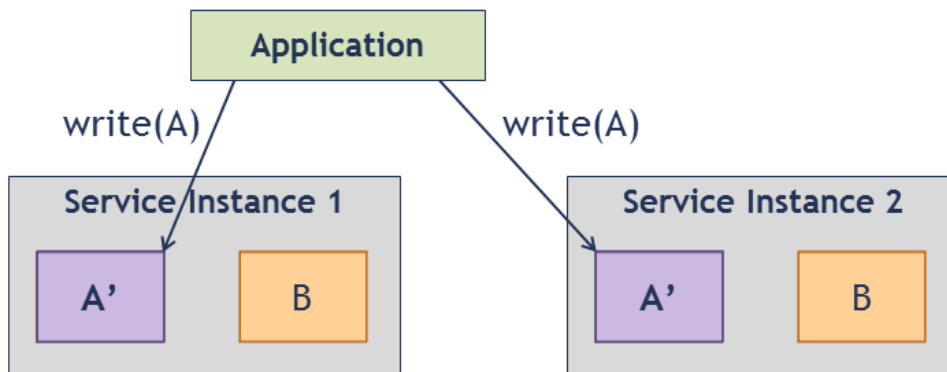 Application
write(A)
write(A)
Service Instance 1
Service Instance 2
A’
B
A’
B